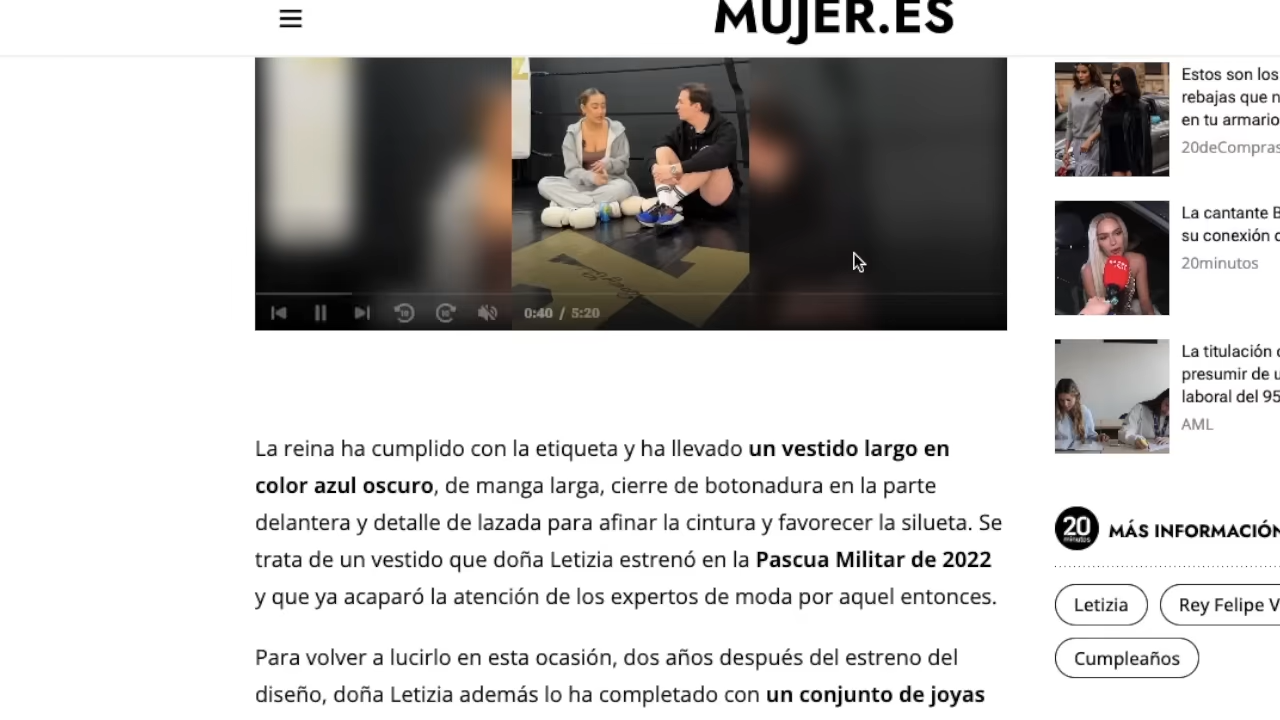 MUJER.ES
0:40 / 5:20
La reina ha cumplido con la etiqueta y ha llevado un vestido largo en
color azul oscuro, de manga larga, cierre de botonadura en la parte
delantera y detalle de lazada para afinar la cintura y favorecer la silueta. Se
trata de un vestido que doña Letizia estrenó en la Pascua Militar de 2022
y que ya acaparó la atención de los expertos de moda por aquel entonces.
Para volver a lucirlo en esta ocasión, dos años después del estreno del
diseño, doña Letizia además lo ha completado con un conjunto de joyas
Estos son los
rebajas que n
en tu armario
20deCompras
La cantante B
su conexión
20minutos
La titulación
presumir de u
laboral del 95
AML
20
minutos
MÁS INFORMACIÓN
Letizia
Rey Felipe V
Cumpleaños